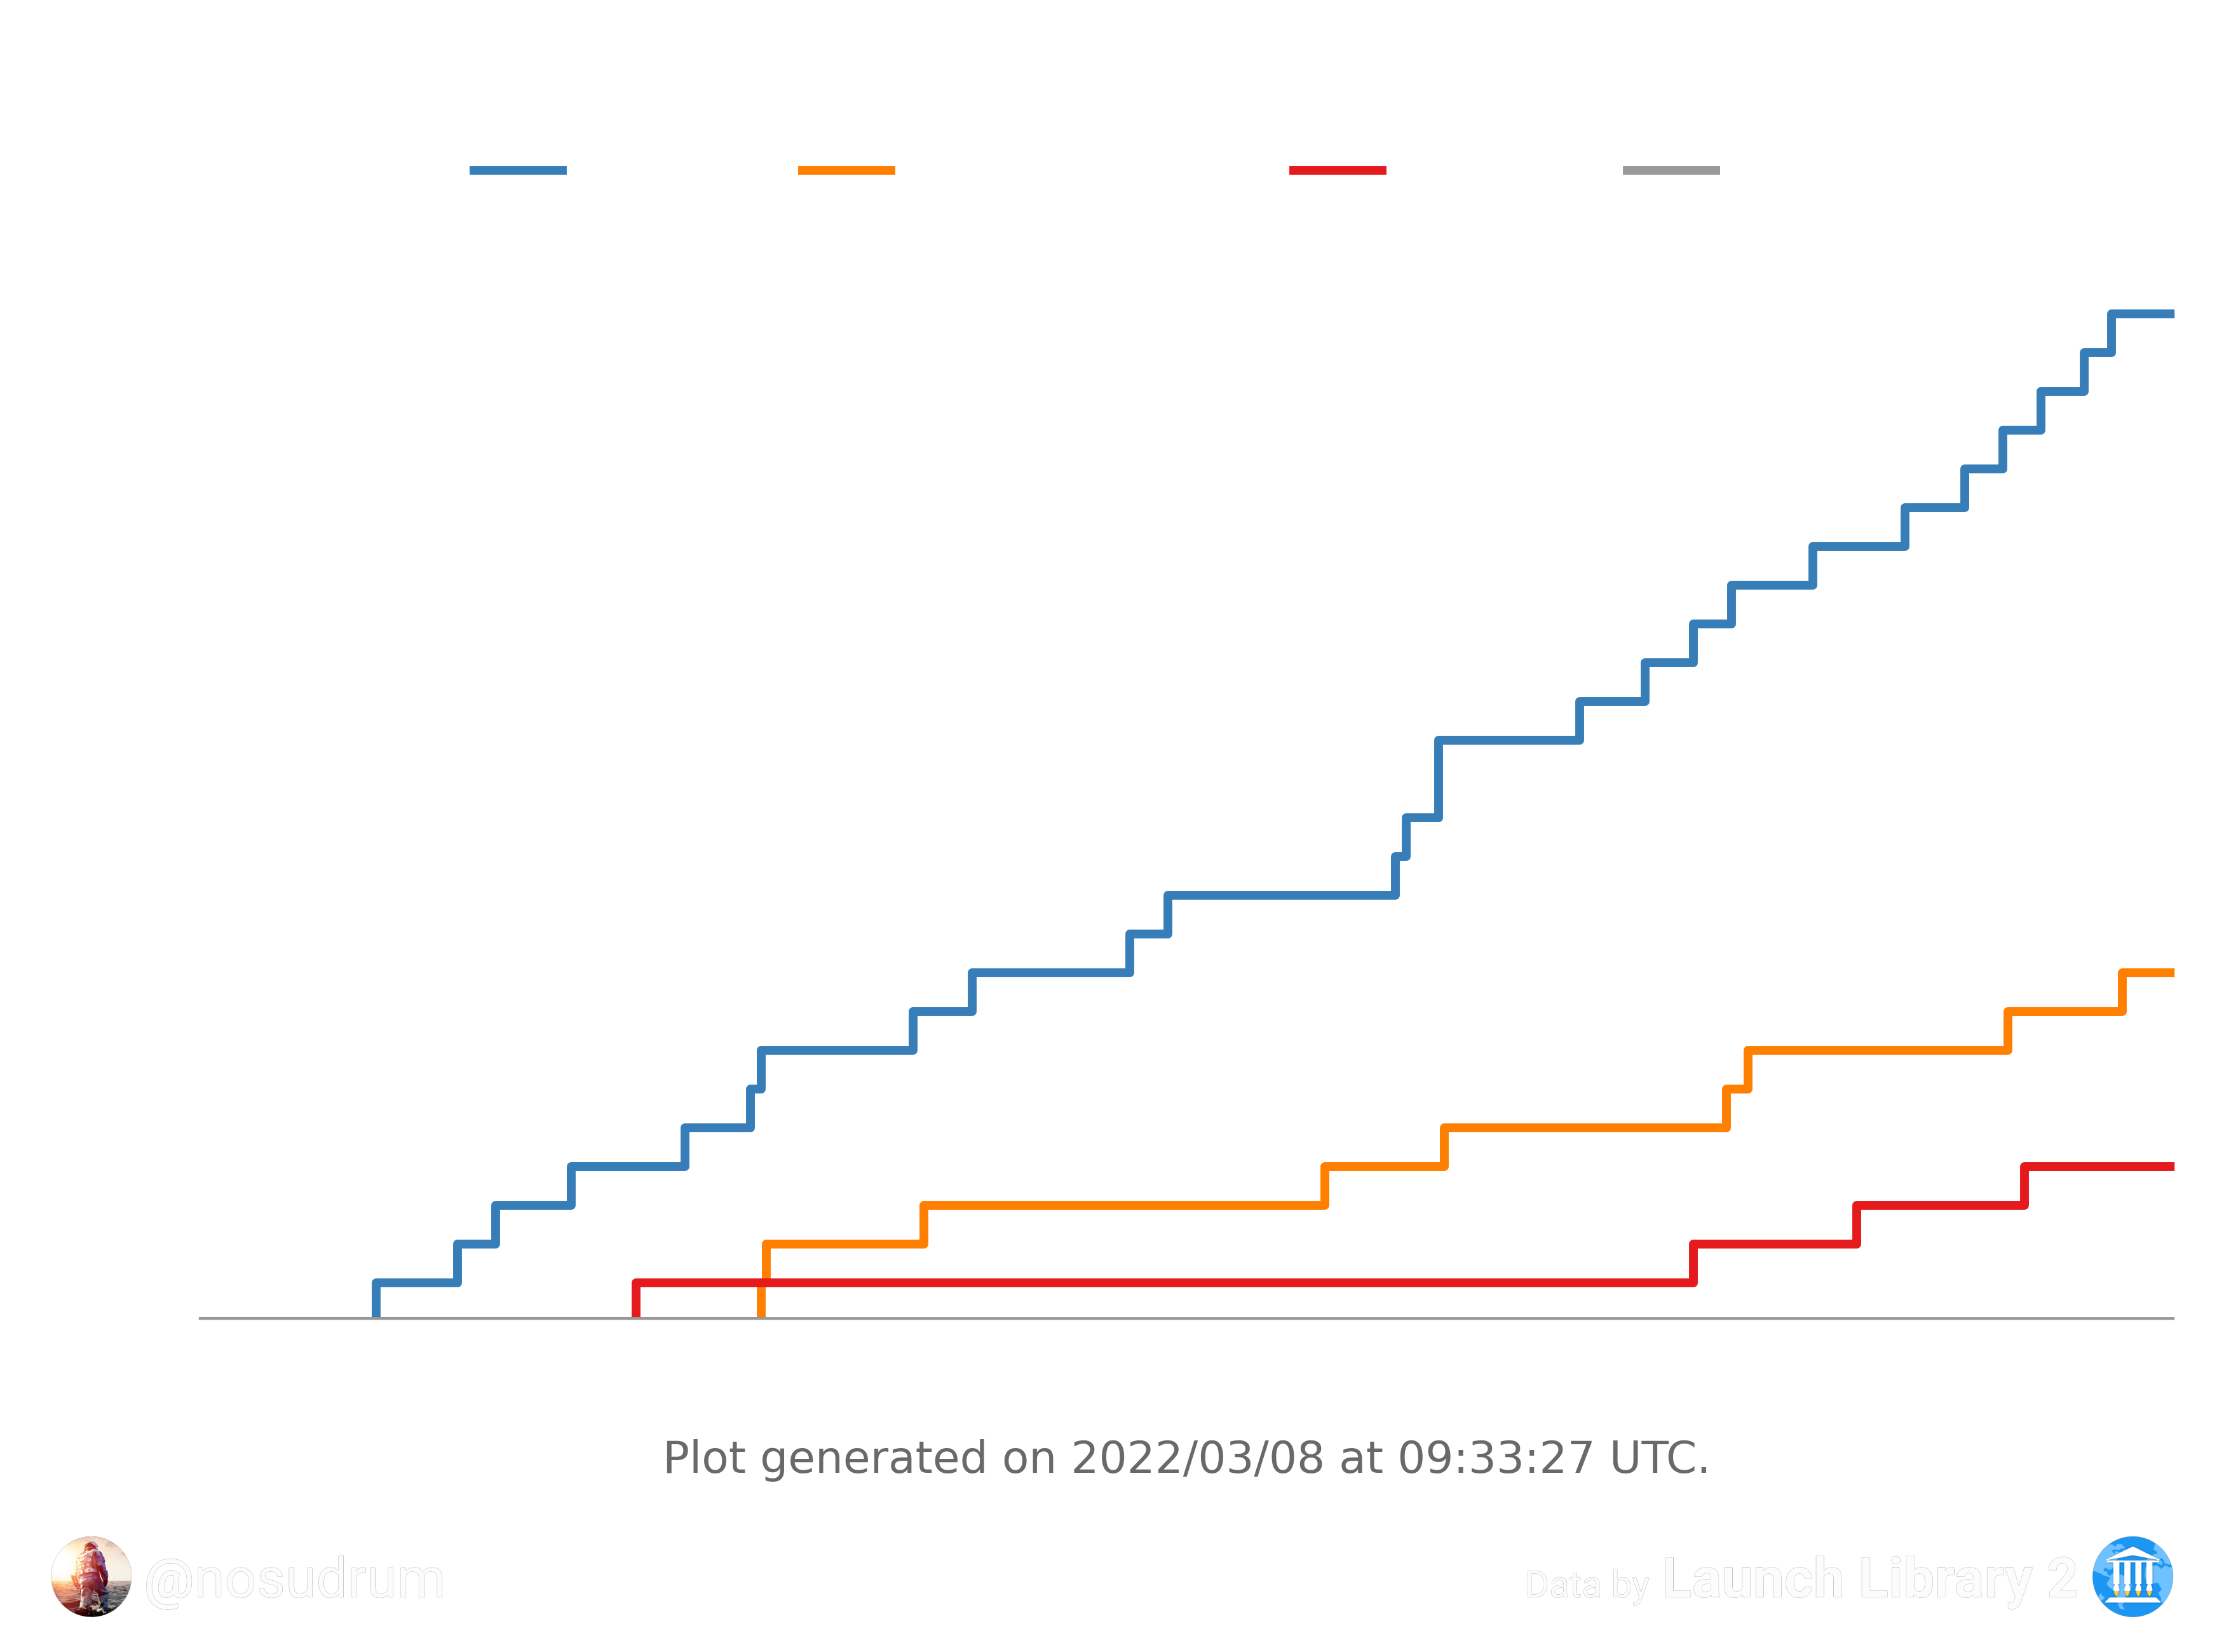 Plot generated on 2022/03/08 at 09:33:27 UTC.
@nosudrum
Data by Launch Library 2